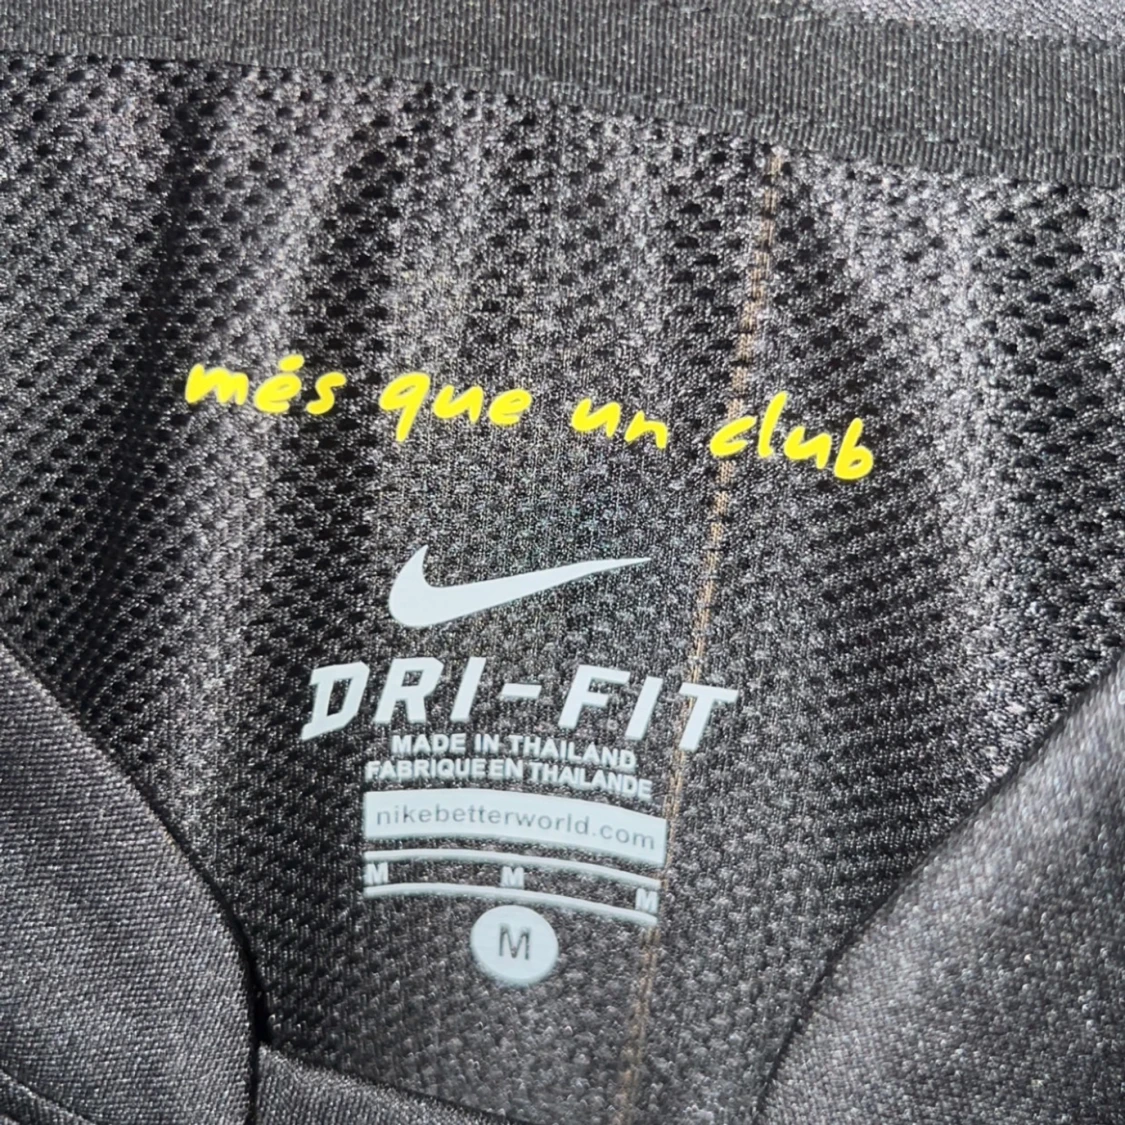 més que un club
DRI-FIT
MADE IN THAILAND
FABRIQUE EN THAILANDE
nikebetterworld.com
M M M
M